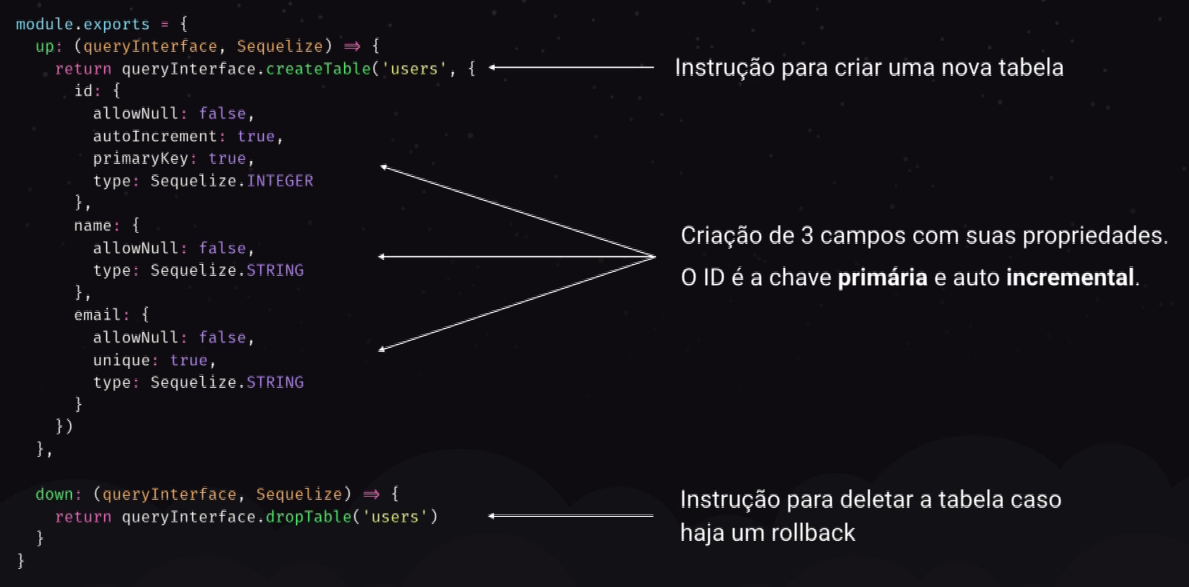 module.exports = {
up: (queryInterface, Sequelize) => {
return queryInterface.createTable('users', {
Instrução para criar uma nova tabela
id: {
allowNull: false,
autoIncrement: true,
primaryKey: true,
type: Sequelize.INTEGER
},
name: {
allowNull: false,
type: Sequelize.STRING
},
email: {
allowNull: false,
unique: true,
type: Sequelize.STRING
}
})
},
Criação de 3 campos com suas propriedades.
O ID é a chave primária e auto incremental.
down: (queryInterface, Sequelize) => {
return queryInterface.dropTable('users')
}
}
Instrução para deletar a tabela caso
haja um rollback